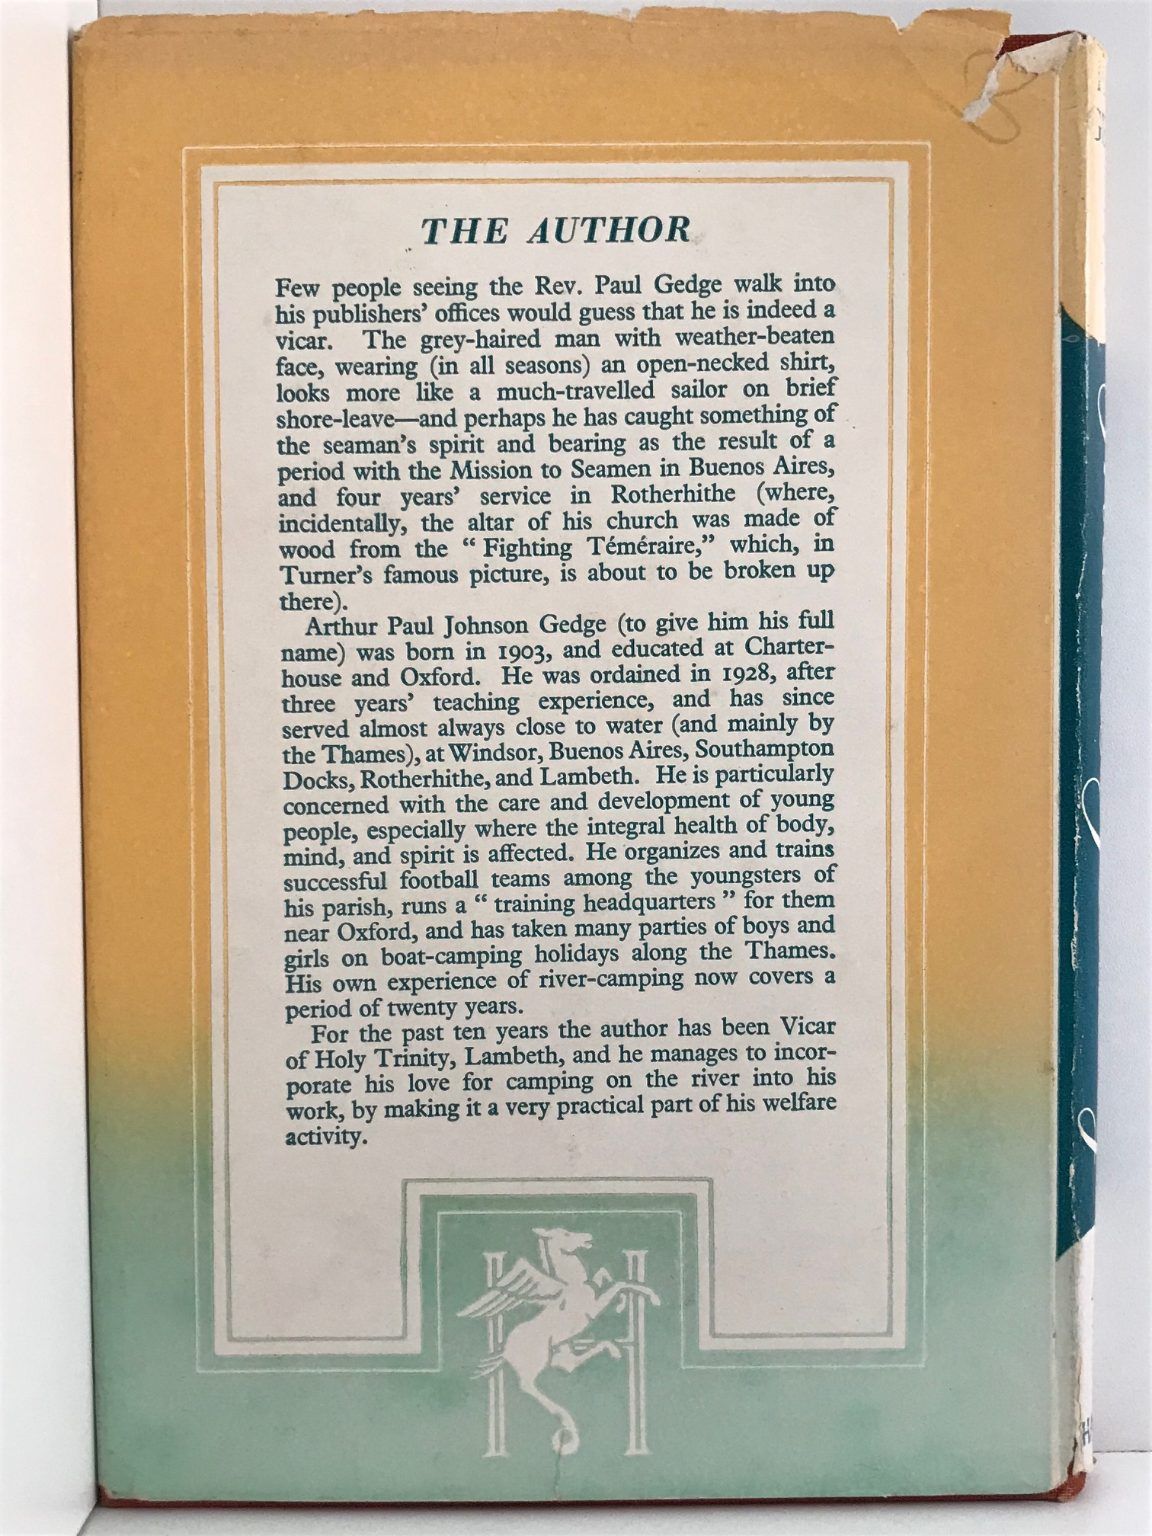 THE AUTHOR
Few people seeing the Rev. Paul Gedge walk into
his publishers’ offices would guess that he is indeed a
vicar. The grey-haired man with weather-beaten
face, wearing (in all seasons) an open-necked shirt,
looks more like a much-travelled sailor on brief
shore-leave—and perhaps he has caught something of
the seaman’s spirit and bearing as the result of a
period with the Mission to Seamen in Buenos Aires,
and four years’ service in Rotherhithe (where,
incidentally, the altar of his church was made of
wood from the “ Fighting Téméraire,” which, in
Turner’s famous picture, is about to be broken up
there).
Arthur Paul Johnson Gedge (to give him his full
name) was born in 1903, and educated at Charter-
house and Oxford. He was ordained in 1928, after
three years’ teaching experience, and has since
served almost always close to water (and mainly by
the Thames), at Windsor, Buenos Aires, Southampton
Docks, Rotherhithe, and Lambeth. He is particularly
concerned with the care and development of young
people, especially where the integral health of body,
mind, and spirit is affected. He organizes and trains
successful football teams among the youngsters of
his parish, runs a “ training headquarters ” for them
near Oxford, and has taken many parties of boys and
girls on boat-camping holidays along the Thames.
His own experience of river-camping now covers a
period of twenty years.
For the past ten years the author has been Vicar
of Holy Trinity, Lambeth, and he manages to incor-
porate his love for camping on the river into his
work, by making it a very practical part of his welfare
activity.